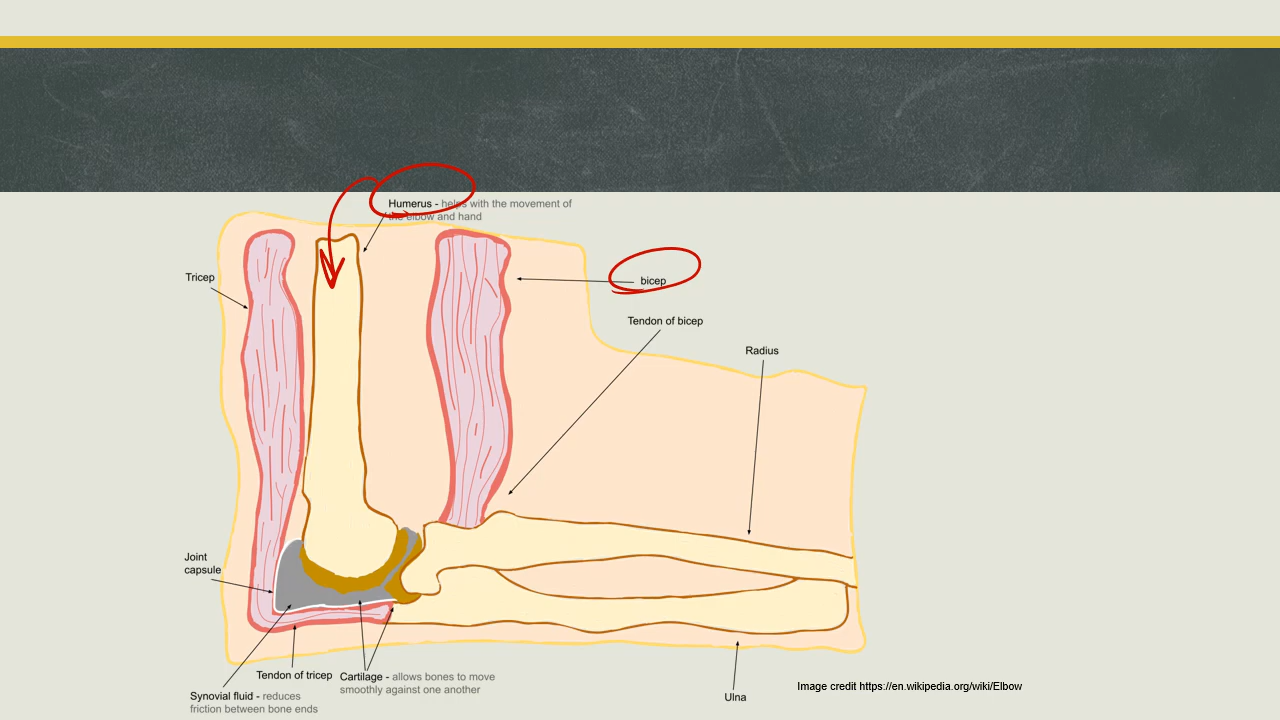 Humerus - helps with the movement of
the elbow and hand
Tricep
bicep
Tendon of bicep
Radius
Joint
capsule
Tendon of tricep
Cartilage - allows bones to move
smoothly against one another
Synovial fluid - reduces
friction between bone ends
Ulna
Image credit https://en.wikipedia.org/wiki/Elbow